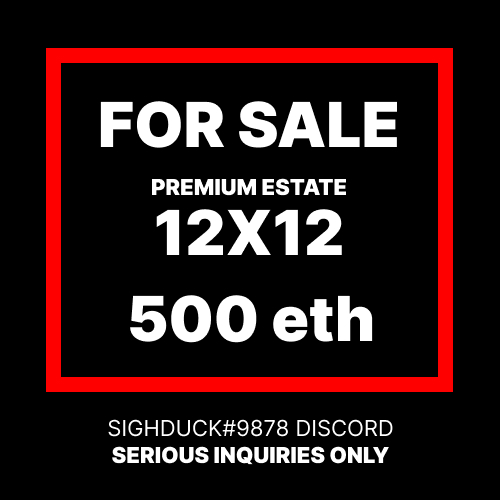 FOR SALE
PREMIUM ESTATE
12X12
500 eth
SIGHDUCK#9878 DISCORD
SERIOUS INQUIRIES ONLY